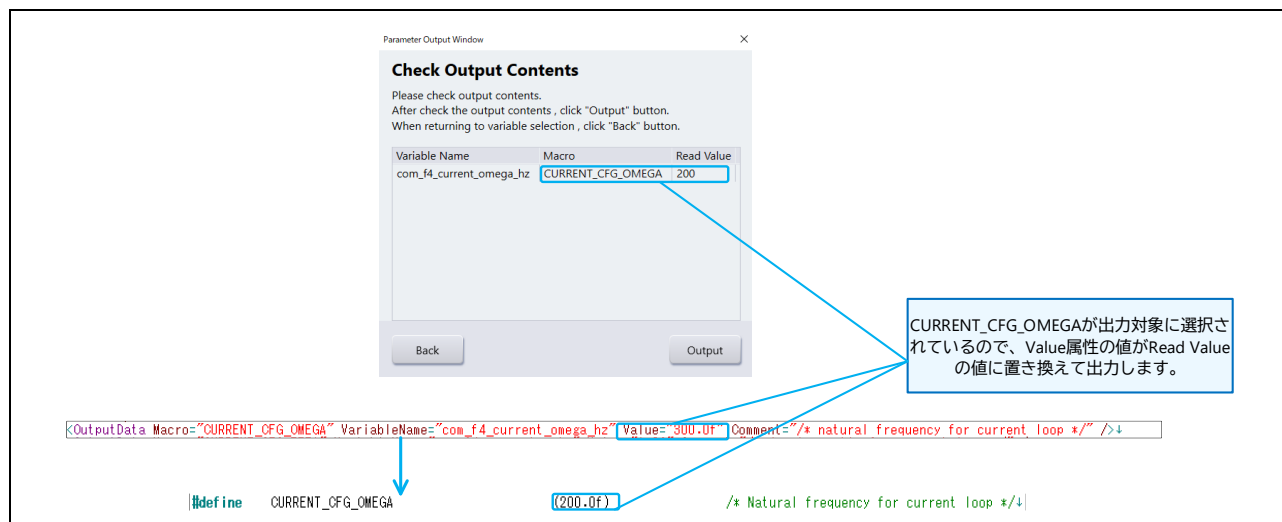 Parameter Output Window
Check Output Contents
Please check output contents.
After check the output contents , click "Output" button.
When returning to variable selection , click "Back" button.
Variable Name Macro Read Value
com_f4_current_omega_hz CURRENT_CFG_OMEGA 200
Back Output
CURRENT_CFG_OMEGAが出力対象に選択さ
れているので、Value属性の値がRead Value
の値に置き換えて出力します。
<OutputData Macro="CURRENT_CFG_OMEGA" VariableName="com_f4_current_omega_hz" Value="300.0f" Comment="/* natural frequency for current loop */" />↓
#define CURRENT_CFG_OMEGA (200.0f) /* Natural frequency for current loop */↓